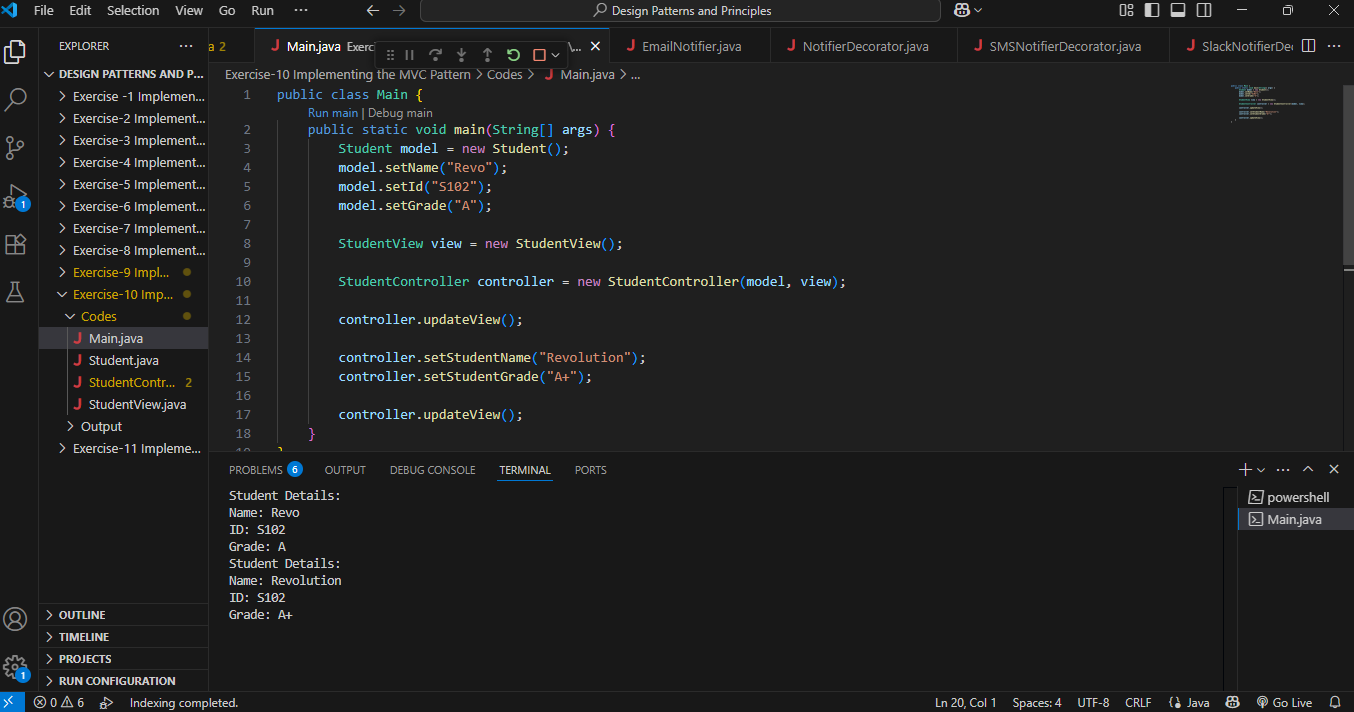 File Edit Selection View Go Run ··· Design Patterns and Principles
EXPLORER ···
DESIGN PATTERNS AND P...
Exercise -1 Implemen...
Exercise-2 Implement...
Exercise-3 Implement...
Exercise-4 Implement...
Exercise-5 Implement...
Exercise-6 Implement...
Exercise-7 Implement...
Exercise-8 Implement...
Exercise-9 Impl...
Exercise-10 Imp...
Codes
Main.java
Student.java
StudentContr... 2
StudentView.java
Output
Exercise-11 Impleme...
OUTLINE
TIMELINE
PROJECTS
RUN CONFIGURATION
1
1
a 2 Main.java Exerc \... EmailNotifier.java NotifierDecorator.java SMSNotifierDecorator.java SlackNotifierDe
Exercise-10 Implementing the MVC Pattern > Codes > Main.java > ...
1 public class Main {
Run main | Debug main
2 public static void main(String[] args) {
3 Student model = new Student();
4 model.setName("Revo");
5 model.setId("S102");
6 model.setGrade("A");
7
8 StudentView view = new StudentView();
9
10 StudentController controller = new StudentController(model, view);
11
12 controller.updateView();
13
14 controller.setStudentName("Revolution");
15 controller.setStudentGrade("A+");
16
17 controller.updateView();
18 }
19 }
PROBLEMS 6 OUTPUT DEBUG CONSOLE TERMINAL PORTS
Student Details:
Name: Revo
ID: S102
Grade: A
Student Details:
Name: Revolution
ID: S102
Grade: A+
powershell
Main.java
0 6 Indexing completed. Ln 20, Col 1 Spaces: 4 UTF-8 CRLF {} Java Go Live